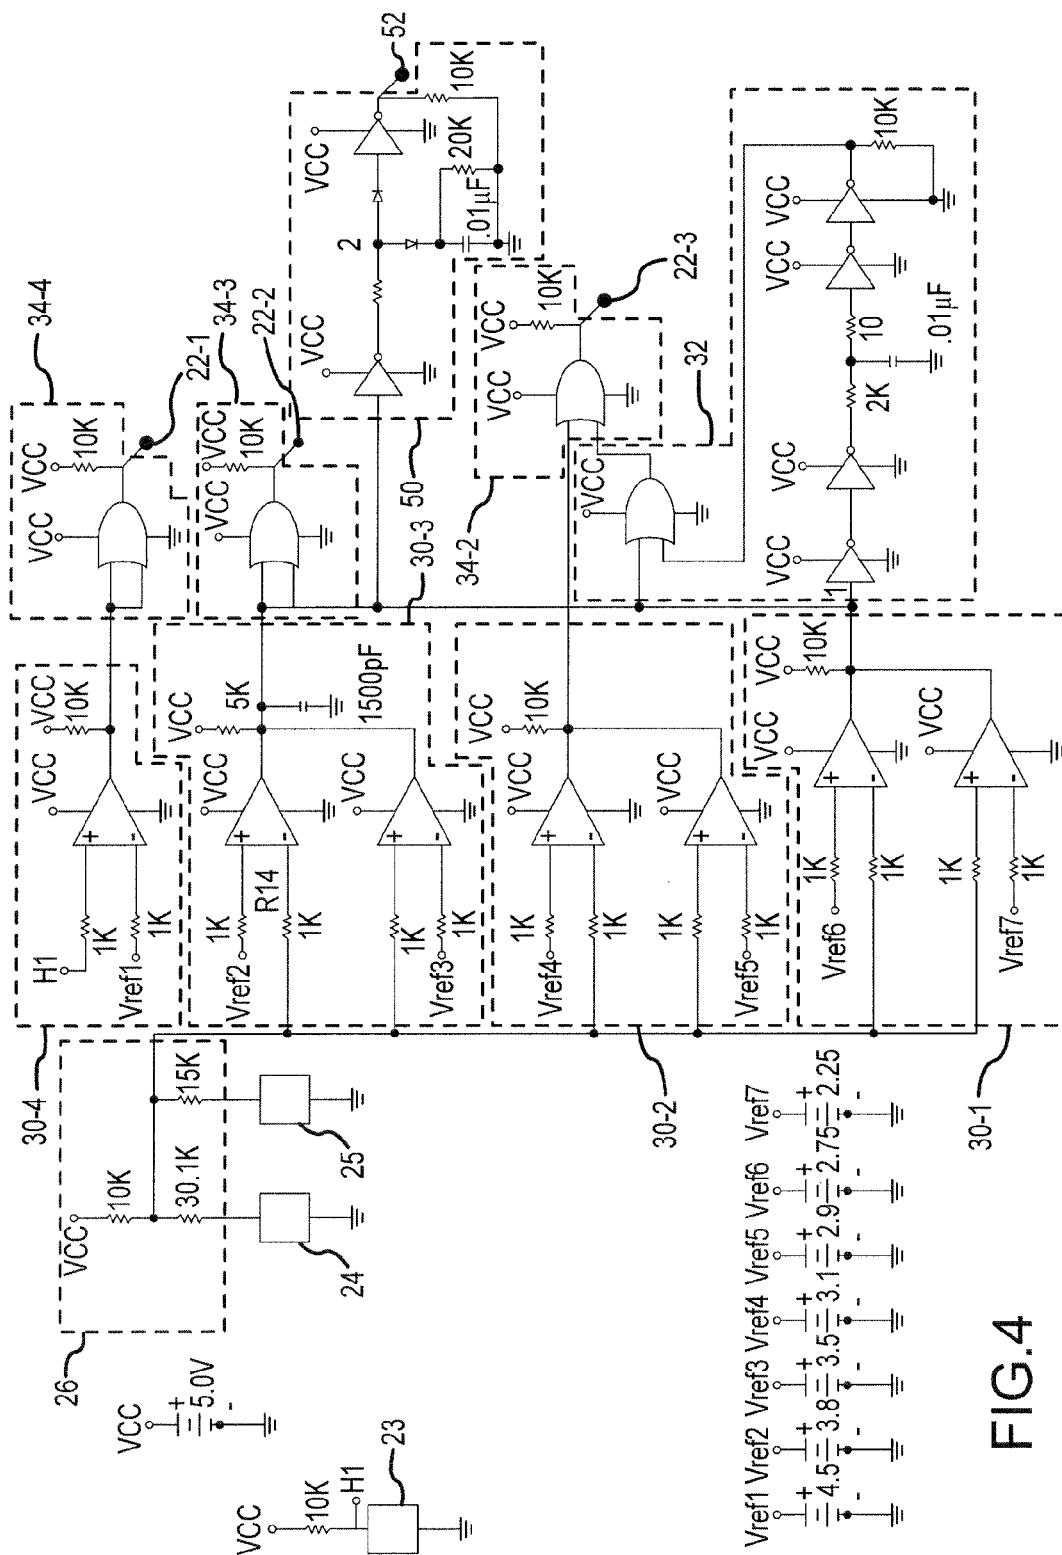 VCC
10K
H1
23
VCC
+
5.0V
-
26
VCC
10K
30.1K
15K
24
25
30-4
H1
1K
Vref1
1K
+
-
VCC
VCC
10K
34-4
VCC
VCC
10K
22-1
Vref2
1K
R14
1K
+
-
VCC
VCC
5K
1500pF
1K
Vref3
1K
+
-
VCC
30-3
34-3
VCC
VCC
10K
22-2
50
VCC
2
VCC
52
.01µF
20K
10K
30-2
Vref4
1K
1K
+
-
VCC
VCC
10K
1K
Vref5
1K
+
-
VCC
34-2
VCC
VCC
10K
22-3
32
VCC
30-1
Vref6
1K
1K
+
-
VCC
VCC
10K
1K
Vref7
1K
+
-
VCC
1
VCC
VCC
2K
10
.01µF
VCC
VCC
10K
Vref1
+
4.5
-
Vref2
+
3.8
-
Vref3
+
3.5
-
Vref4
+
3.1
-
Vref5
+
2.9
-
Vref6
+
2.75
-
Vref7
+
2.25
-
FIG.4